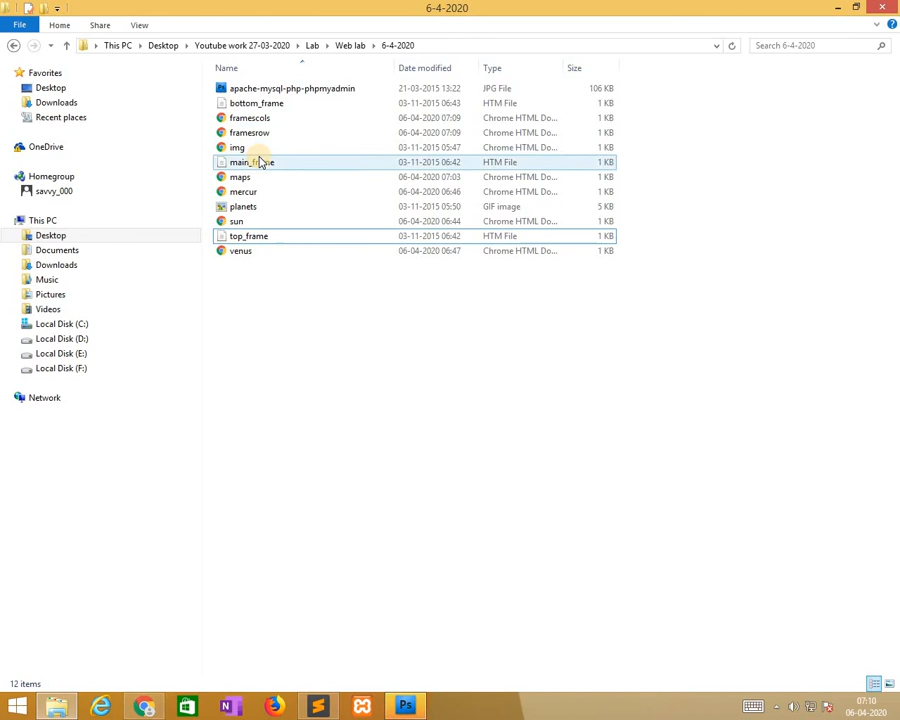 6-4-2020
File Home Share View
This PC Desktop Youtube work 27-03-2020 Lab Web lab 6-4-2020 Search 6-4-2020
Name Date modified Type Size
Favorites
Desktop
Downloads
Recent places
OneDrive
Homegroup
savvy_000
This PC
Desktop
Documents
Downloads
Music
Pictures
Videos
Local Disk (C:)
Local Disk (D:)
Local Disk (E:)
Local Disk (F:)
Network
apache-mysql-php-phpmyadmin 21-03-2015 13:22 JPG File 106 KB
bottom_frame 03-11-2015 06:43 HTM File 1 KB
framescols 06-04-2020 07:09 Chrome HTML Do... 1 KB
framesrow 06-04-2020 07:09 Chrome HTML Do... 1 KB
img 03-11-2015 05:47 Chrome HTML Do... 1 KB
main_frame 03-11-2015 06:42 HTM File 1 KB
maps 06-04-2020 07:03 Chrome HTML Do... 1 KB
mercur 06-04-2020 06:46 Chrome HTML Do... 1 KB
planets 03-11-2015 05:50 GIF image 5 KB
sun 06-04-2020 06:44 Chrome HTML Do... 1 KB
top_frame 03-11-2015 06:42 HTM File 1 KB
venus 06-04-2020 06:47 Chrome HTML Do... 1 KB
12 items
Ps
07:10
06-04-2020